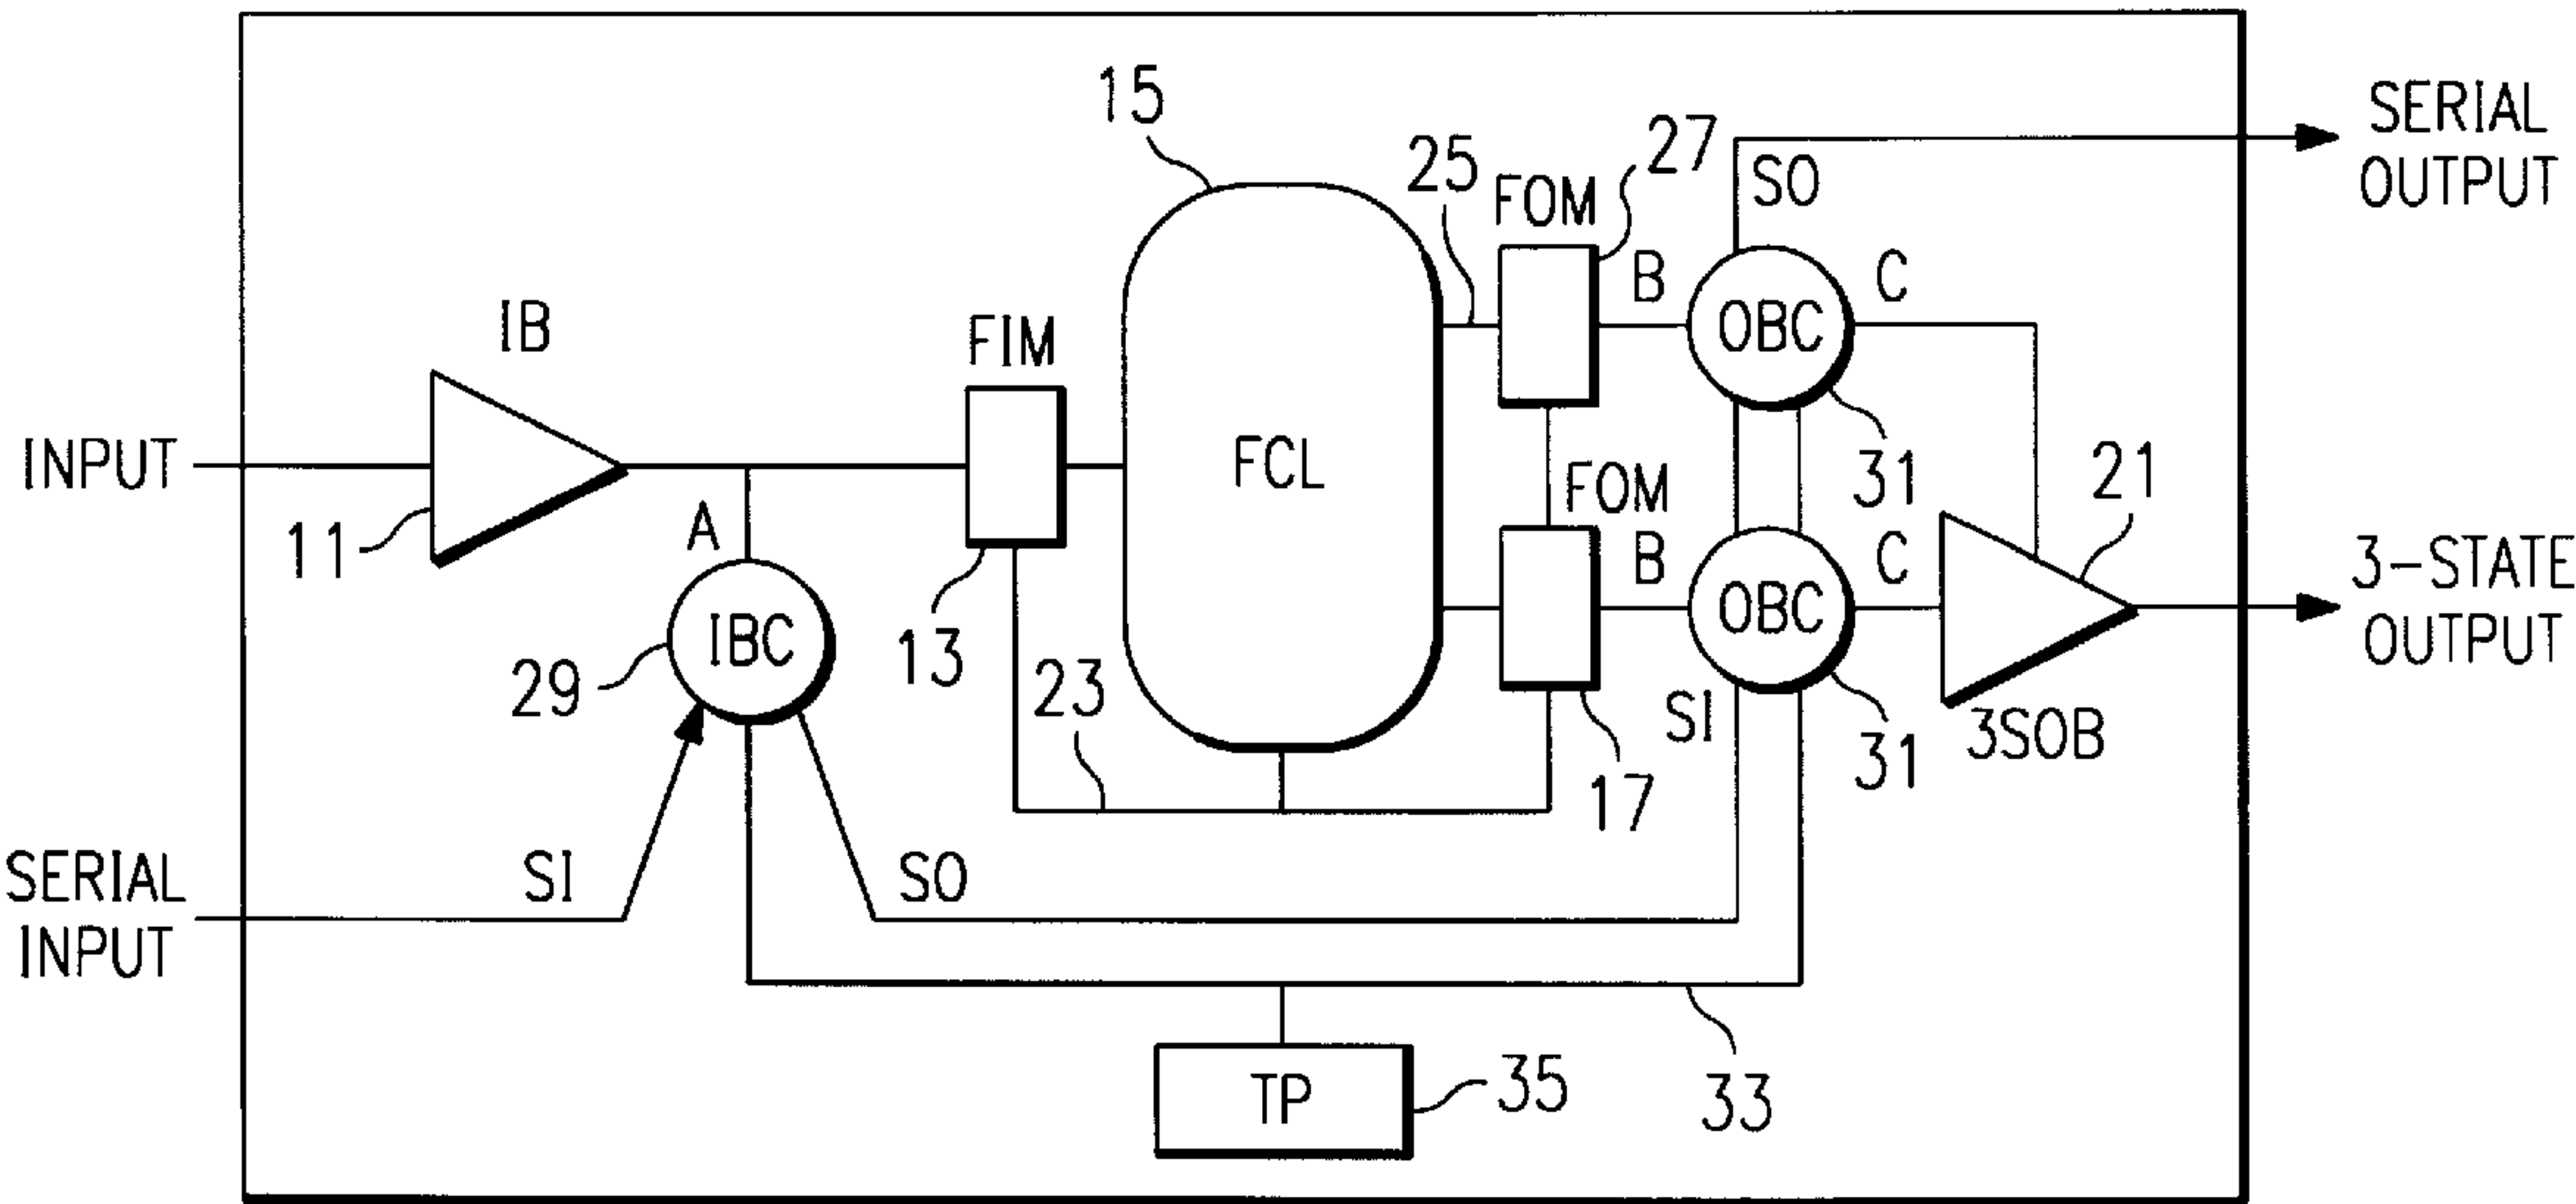 15
25
FOM
27
SO
SERIAL
OUTPUT
IB
FIM
B
OBC
C
INPUT
11
A
13
FCL
FOM
31
21
B
OBC
C
3-STATE
OUTPUT
29
IBC
23
17
SI
31
3SOB
SERIAL
INPUT
SI
SO
TP
35
33